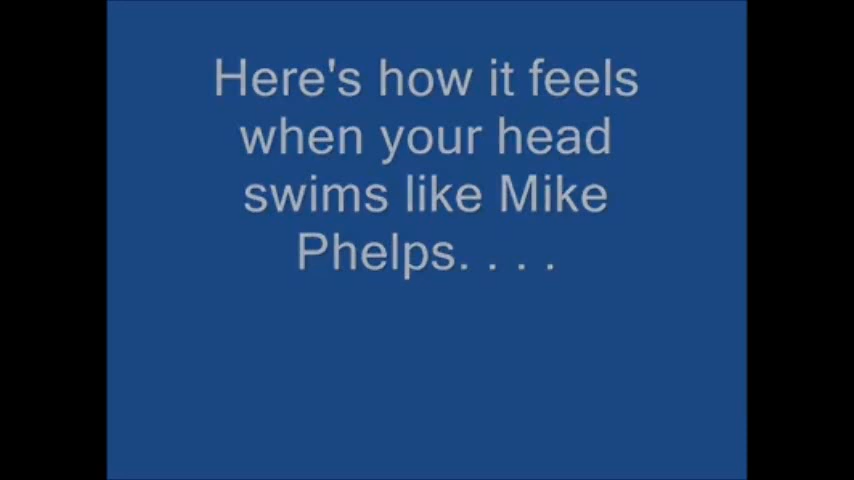 Here's how it feels
when your head
swims like Mike
Phelps. . . .